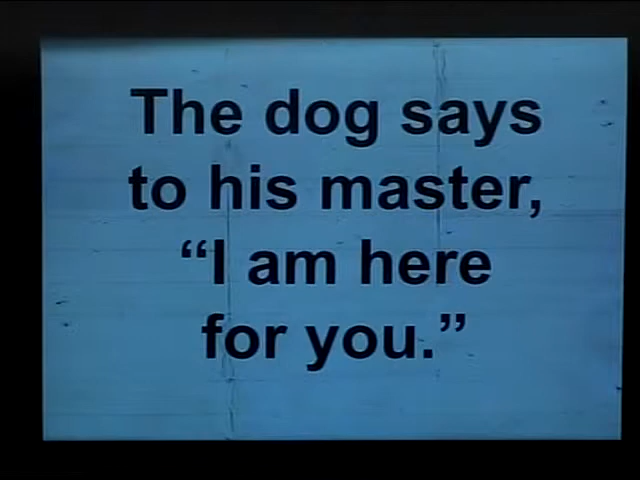 The dog says
to his master,
“I am here
for you.”